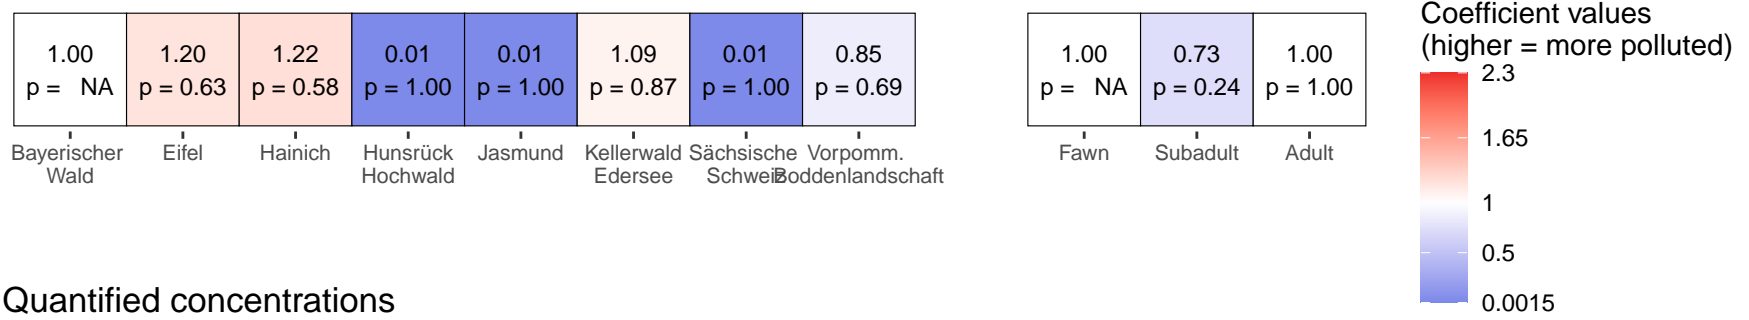 1.00 1.20 1.22 0.01 0.01 1.09 0.01 0.85
p = NA p = 0.63 p = 0.58 p = 1.00 p = 1.00 p = 0.87 p = 1.00 p = 0.69
Bayerischer Eifel Hainich Hunsrück Jasmund Kellerwald Sächsische Vorpomm.
Wald Hochwald Edersee Schweiz Boddenlandschaft
1.00 0.73 1.00
p = NA p = 0.24 p = 1.00
Fawn Subadult Adult
Coefficient values
(higher = more polluted)
2.3
1.65
1
0.5
0.0015
Quantified concentrations